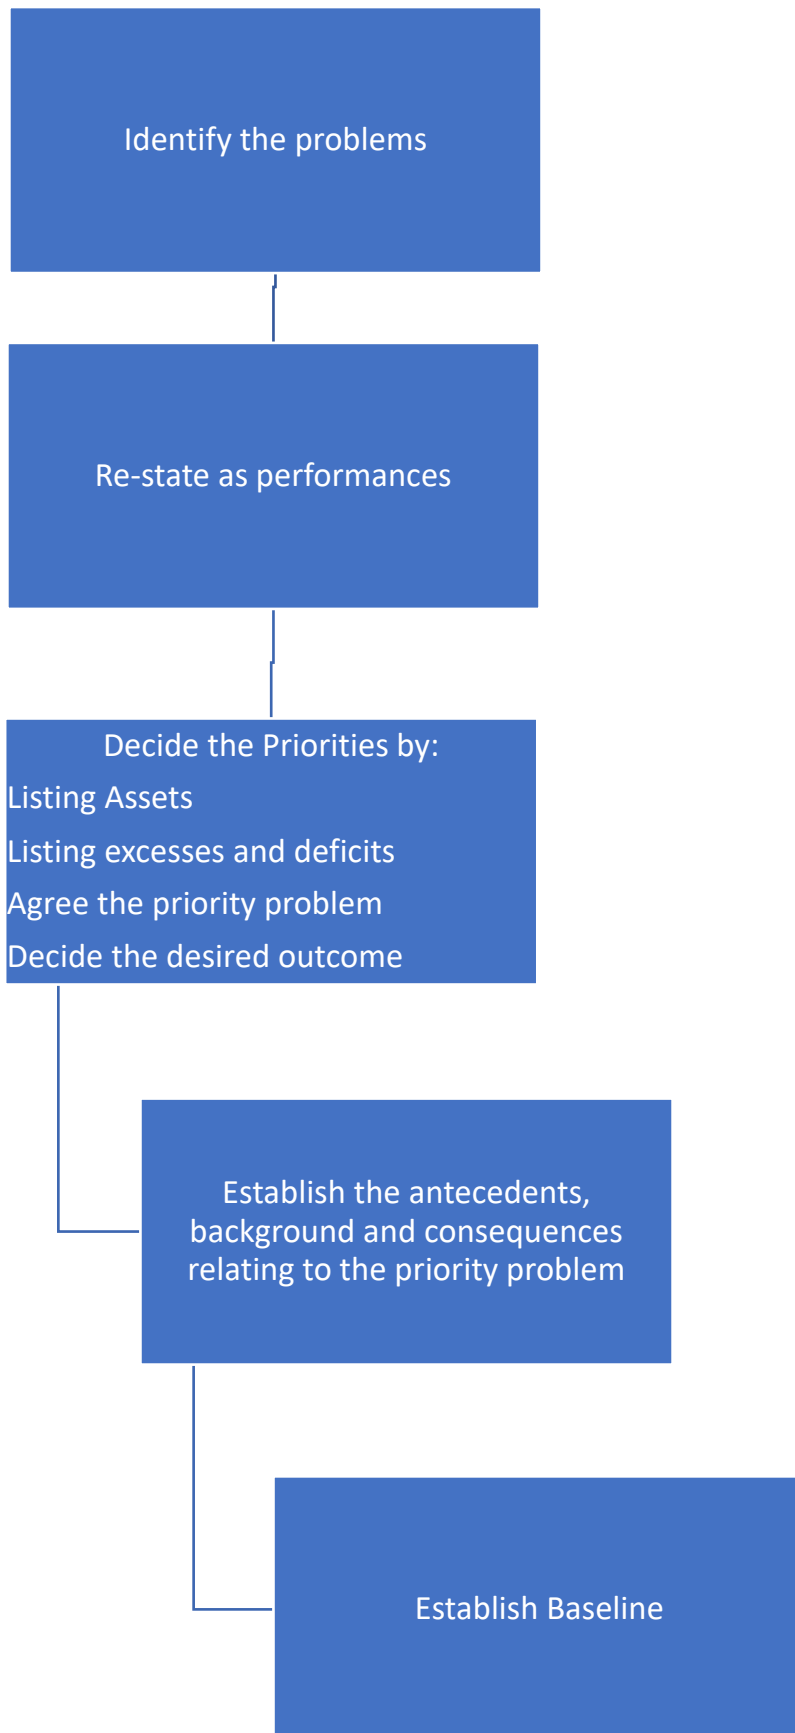 Identify the problems
Re-state as performances
Decide the Priorities by:
Listing Assets
Listing excesses and deficits
Agree the priority problem
Decide the desired outcome
Establish the antecedents,
background and consequences
relating to the priority problem
Establish Baseline